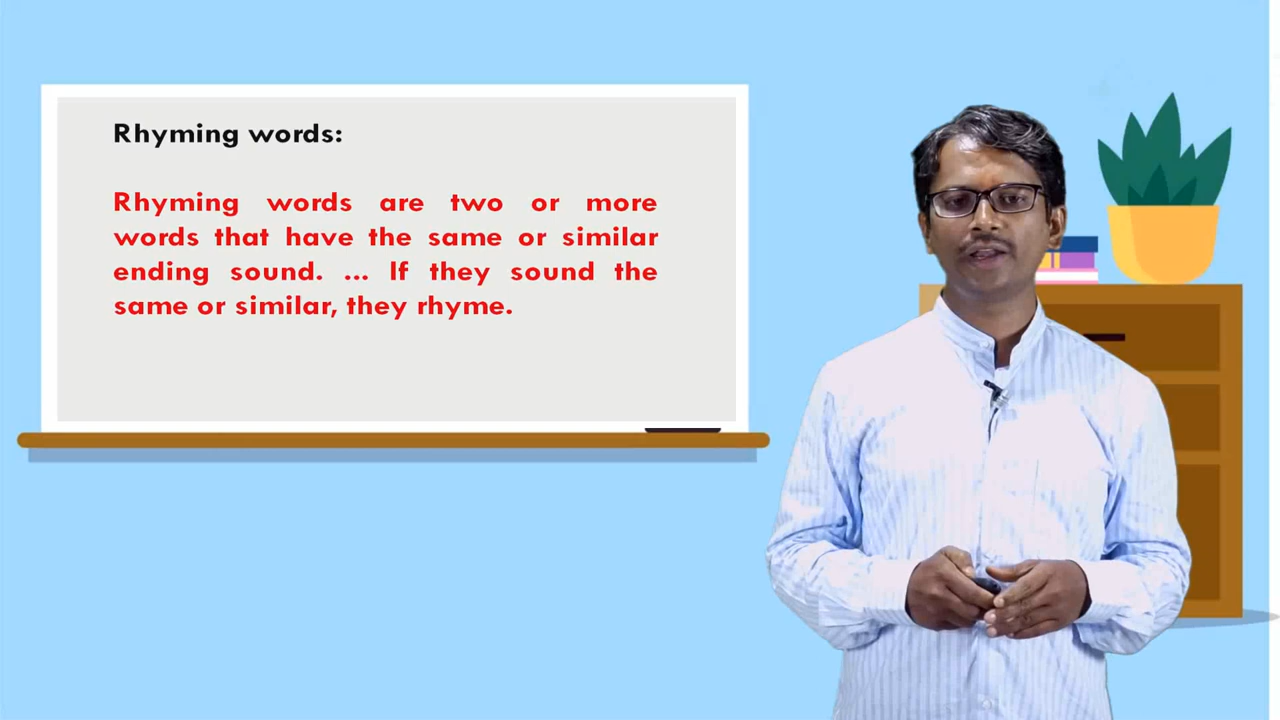 Rhyming words:
Rhyming words are two or more
words that have the same or similar
ending sound. ... If they sound the
same or similar, they rhyme.